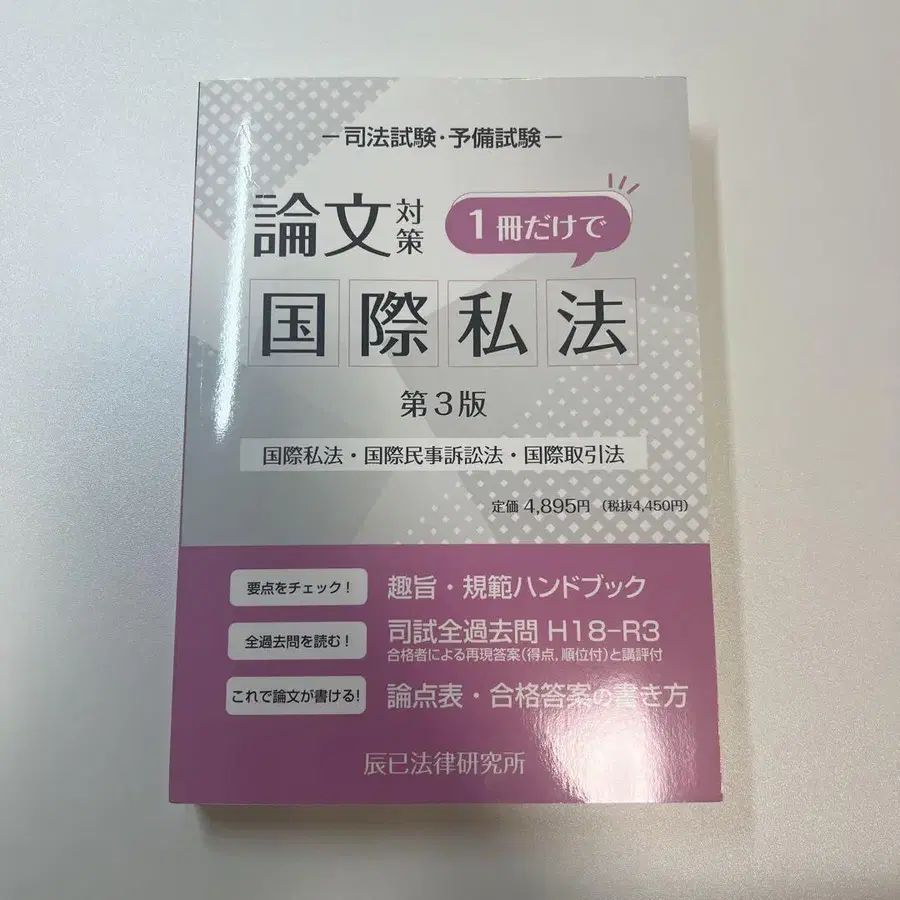 －司法試験・予備試験－
論文対策 1冊だけで
国際私法
第3版
国際私法・国際民事訴訟法・国際取引法
定価 4,895円 （税抜4,450円）
要点をチェック！ 趣旨・規範ハンドブック
全過去問を読む！ 司試全過去問 H18-R3
合格者による再現答案（得点，順位付）と講評付
これで論文が書ける！ 論点表・合格答案の書き方
辰已法律研究所